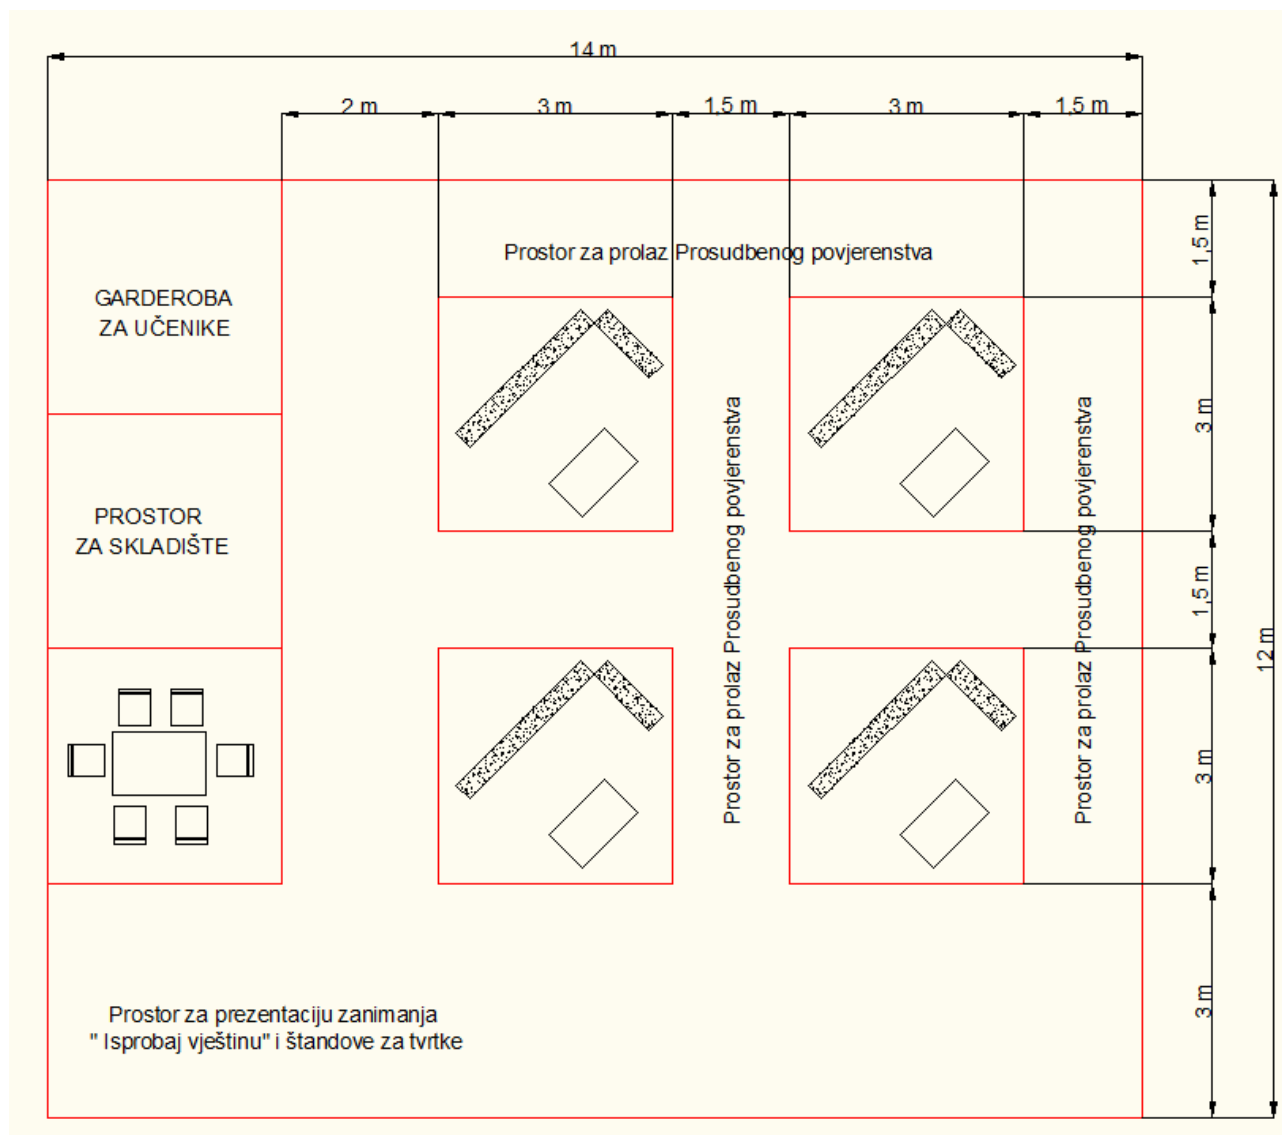 14 m
2 m
3 m
1,5 m
3 m
1,5 m
1,5 m
Prostor za prolaz Prosudbenog povjerenstva
GARDEROBA
ZA UČENIKE
3 m
Prostor za prolaz Prosudbenog povjerenstva
Prostor za prolaz Prosudbenog povjerenstva
PROSTOR
ZA SKLADIŠTE
1,5 m
12 m
3 m
3 m
Prostor za prezentaciju zanimanja
" Isprobaj vještinu" i štandove za tvrtke